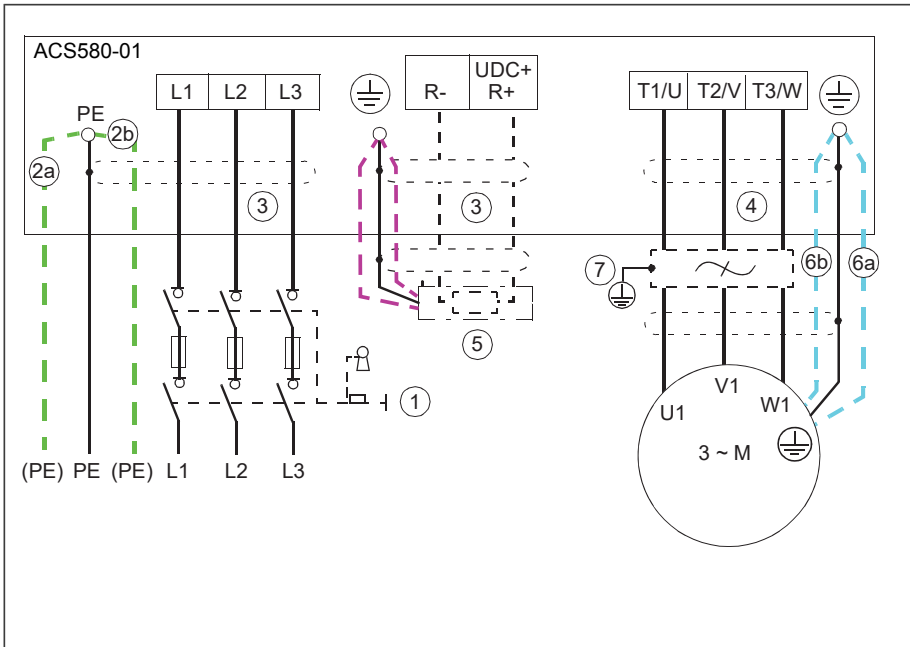 ACS580-01
L1 L2 L3
R- UDC+ R+
T1/U T2/V T3/W
PE
2a
2b
3
3
4
7
6b
6a
5
1
V1
U1
W1
3 ~ M
(PE) PE (PE) L1 L2 L3